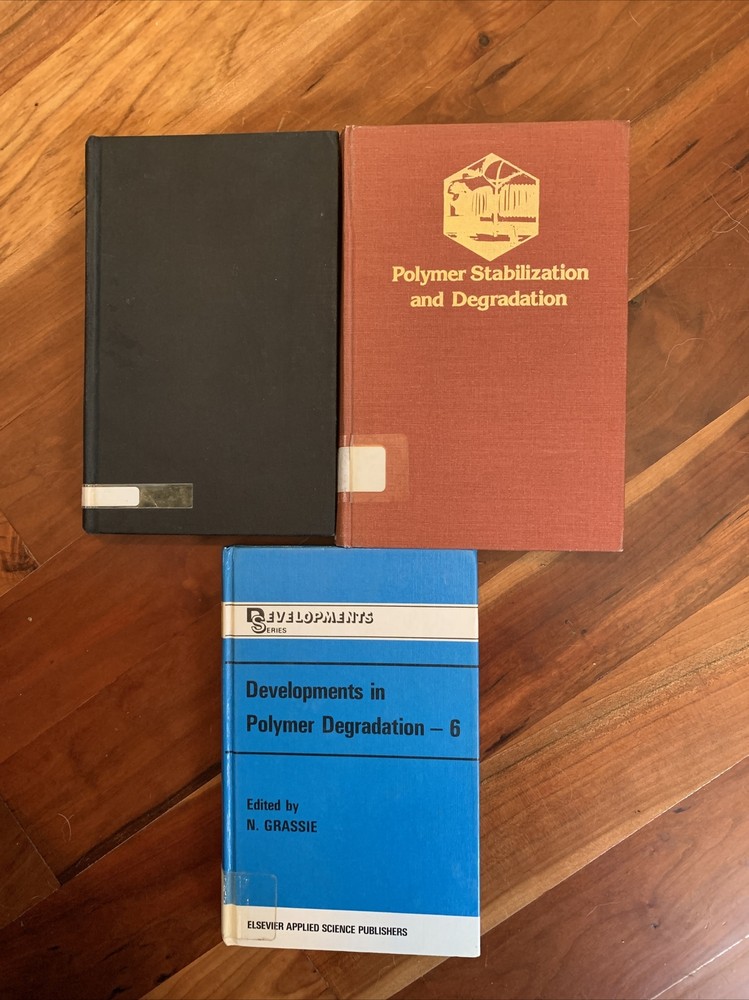 Polymer Stabilization
and Degradation
DEVELOPMENTS
SERIES
Developments in
Polymer Degradation – 6
Edited by
N. GRASSIE
ELSEVIER APPLIED SCIENCE PUBLISHERS